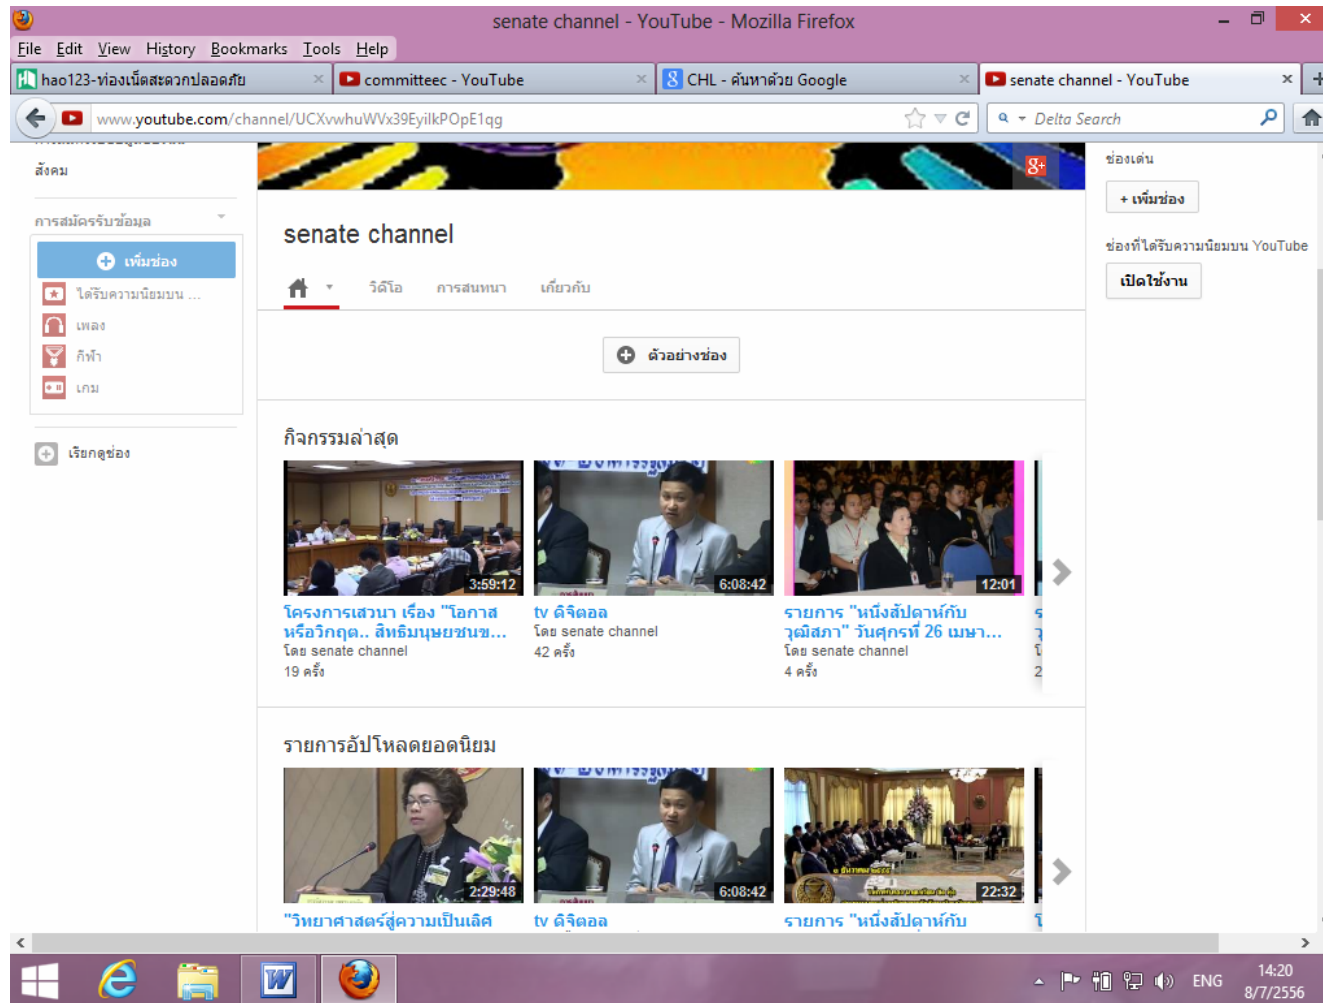 senate channel - YouTube - Mozilla Firefox
File Edit View History Bookmarks Tools Help
hao123-ท่องเน็ตสะดวกปลอดภัย
committeec - YouTube
CHL - ค้นหาด้วย Google
senate channel - YouTube
www.youtube.com/channel/UCXvwhuWVx39EyilkPOpE1qg
Delta Search
สังคม
การสมัครรับข้อมูล
เพิ่มช่อง
ได้รับความนิยมบน ...
เพลง
กีฬา
เกม
เรียกดูช่อง
senate channel
วิดีโอ การสนทนา เกี่ยวกับ
ตัวอย่างช่อง
ช่องเด่น
+ เพิ่มช่อง
ช่องที่ได้รับความนิยมบน YouTube
เปิดใช้งาน
กิจกรรมล่าสุด
3:59:12
โครงการเสวนา เรื่อง "โอกาส
หรือวิกฤต.. สิทธิมนุษยชนข...
โดย senate channel
19 ครั้ง
6:08:42
tv ดิจิตอล
โดย senate channel
42 ครั้ง
12:01
รายการ "หนึ่งสัปดาห์กับ
วุฒิสภา" วันศุกร์ที่ 26 เมษา...
โดย senate channel
4 ครั้ง
รายการอัปโหลดยอดนิยม
2:29:48
"วิทยาศาสตร์สู่ความเป็นเลิศ
6:08:42
tv ดิจิตอล
22:32
รายการ "หนึ่งสัปดาห์กับ
ENG
14:20
8/7/2556